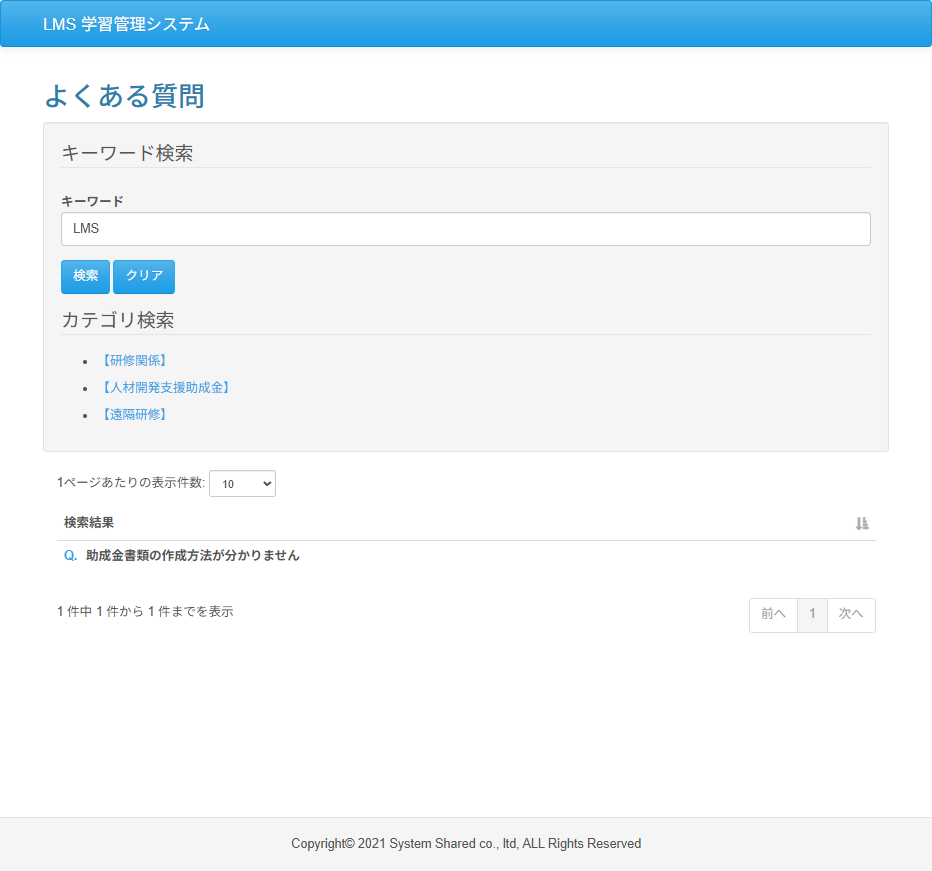 LMS 学習管理システム
よくある質問
キーワード検索
キーワード
LMS
検索 クリア
カテゴリ検索
【研修関係】
【人材開発支援助成金】
【遠隔研修】
1ページあたりの表示件数: 10
検索結果
Q. 助成金書類の作成方法が分かりません
1 件中 1 件から 1 件までを表示
前へ 1 次へ
Copyright© 2021 System Shared co., ltd, ALL Rights Reserved